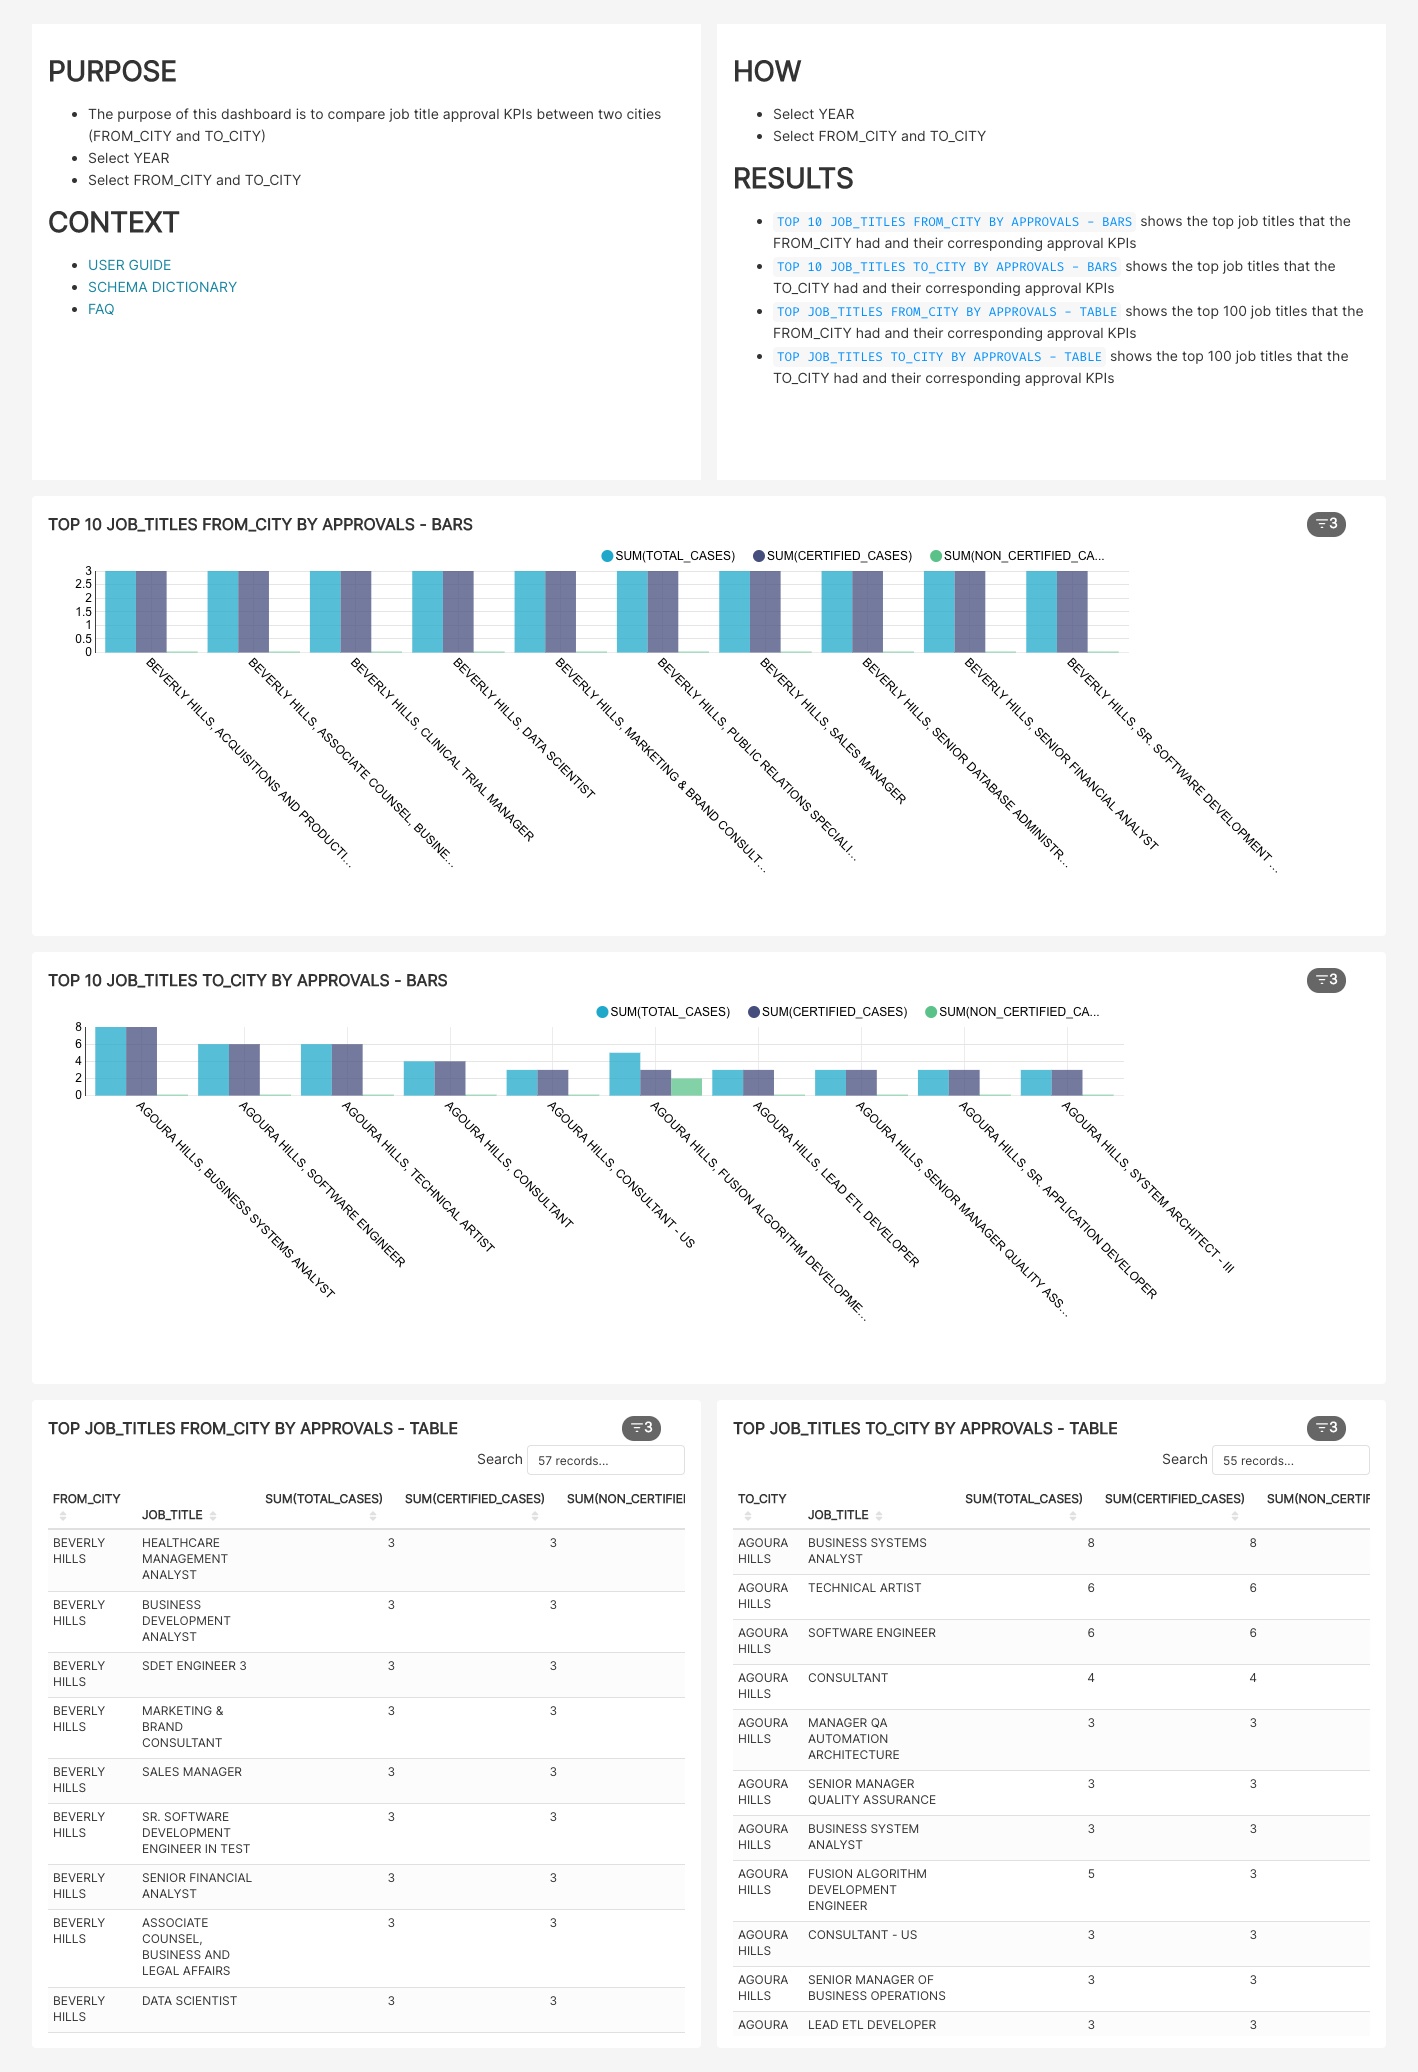 PURPOSE
• The purpose of this dashboard is to compare job title approval KPIs between two cities
(FROM_CITY and TO_CITY)
• Select YEAR
• Select FROM_CITY and TO_CITY
CONTEXT
• USER GUIDE
• SCHEMA DICTIONARY
• FAQ
HOW
• Select YEAR
• Select FROM_CITY and TO_CITY
RESULTS
• TOP 10 JOB_TITLES FROM_CITY BY APPROVALS - BARS shows the top job titles that the
FROM_CITY had and their corresponding approval KPIs
• TOP 10 JOB_TITLES TO_CITY BY APPROVALS - BARS shows the top job titles that the
TO_CITY had and their corresponding approval KPIs
• TOP JOB_TITLES FROM_CITY BY APPROVALS - TABLE shows the top 100 job titles that the
FROM_CITY had and their corresponding approval KPIs
• TOP JOB_TITLES TO_CITY BY APPROVALS - TABLE shows the top 100 job titles that the
TO_CITY had and their corresponding approval KPIs
TOP 10 JOB_TITLES FROM_CITY BY APPROVALS - BARS
3
SUM(TOTAL_CASES) SUM(CERTIFIED_CASES) SUM(NON_CERTIFIED_CA...
3
2.5
2
1.5
1
0.5
0
BEVERLY HILLS, ACQUISITIONS AND PRODUCTI...
BEVERLY HILLS, ASSOCIATE COUNSEL, BUSINE...
BEVERLY HILLS, CLINICAL TRIAL MANAGER
BEVERLY HILLS, DATA SCIENTIST
BEVERLY HILLS, MARKETING & BRAND CONSULT...
BEVERLY HILLS, PUBLIC RELATIONS SPECIALI...
BEVERLY HILLS, SALES MANAGER
BEVERLY HILLS, SENIOR DATABASE ADMINISTR...
BEVERLY HILLS, SENIOR FINANCIAL ANALYST
BEVERLY HILLS, SR. SOFTWARE DEVELOPMENT ...
TOP 10 JOB_TITLES TO_CITY BY APPROVALS - BARS
3
SUM(TOTAL_CASES) SUM(CERTIFIED_CASES) SUM(NON_CERTIFIED_CA...
8
6
4
2
0
AGOURA HILLS, BUSINESS SYSTEMS ANALYST
AGOURA HILLS, SOFTWARE ENGINEER
AGOURA HILLS, TECHNICAL ARTIST
AGOURA HILLS, CONSULTANT
AGOURA HILLS, CONSULTANT - US
AGOURA HILLS, FUSION ALGORITHM DEVELOPME...
AGOURA HILLS, LEAD ETL DEVELOPER
AGOURA HILLS, SENIOR MANAGER QUALITY ASS...
AGOURA HILLS, SR. APPLICATION DEVELOPER
AGOURA HILLS, SYSTEM ARCHITECT - III
TOP JOB_TITLES FROM_CITY BY APPROVALS - TABLE
3
Search 57 records...
FROM_CITY JOB_TITLE SUM(TOTAL_CASES) SUM(CERTIFIED_CASES) SUM(NON_CERTIFIE
BEVERLY HEALTHCARE 3 3
HILLS MANAGEMENT
ANALYST
BEVERLY BUSINESS 3 3
HILLS DEVELOPMENT
ANALYST
BEVERLY SDET ENGINEER 3 3 3
HILLS
BEVERLY MARKETING & 3 3
HILLS BRAND
CONSULTANT
BEVERLY SALES MANAGER 3 3
HILLS
BEVERLY SR. SOFTWARE 3 3
HILLS DEVELOPMENT
ENGINEER IN TEST
BEVERLY SENIOR FINANCIAL 3 3
HILLS ANALYST
BEVERLY ASSOCIATE 3 3
HILLS COUNSEL,
BUSINESS AND
LEGAL AFFAIRS
BEVERLY DATA SCIENTIST 3 3
HILLS
TOP JOB_TITLES TO_CITY BY APPROVALS - TABLE
3
Search 55 records...
TO_CITY JOB_TITLE SUM(TOTAL_CASES) SUM(CERTIFIED_CASES) SUM(NON_CERTIF
AGOURA BUSINESS SYSTEMS 8 8
HILLS ANALYST
AGOURA TECHNICAL ARTIST 6 6
HILLS
AGOURA SOFTWARE ENGINEER 6 6
HILLS
AGOURA CONSULTANT 4 4
HILLS
AGOURA MANAGER QA 3 3
HILLS AUTOMATION
ARCHITECTURE
AGOURA SENIOR MANAGER 3 3
HILLS QUALITY ASSURANCE
AGOURA BUSINESS SYSTEM 3 3
HILLS ANALYST
AGOURA FUSION ALGORITHM 5 3
HILLS DEVELOPMENT
ENGINEER
AGOURA CONSULTANT - US 3 3
HILLS
AGOURA SENIOR MANAGER OF 3 3
HILLS BUSINESS OPERATIONS
AGOURA LEAD ETL DEVELOPER 3 3